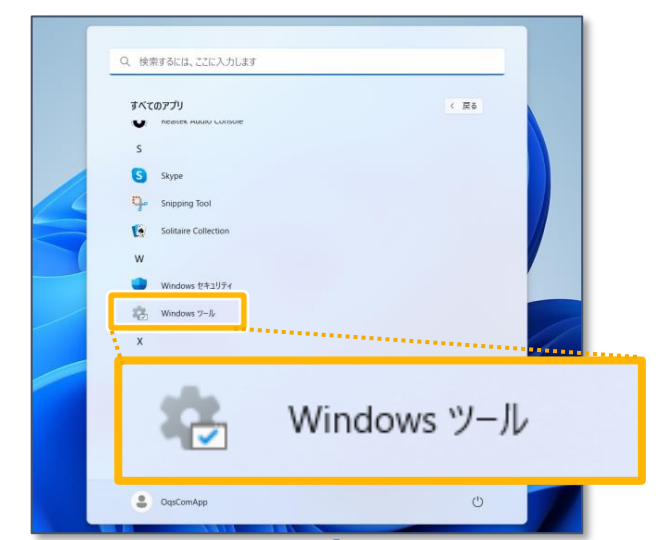 検索するには、ここに入力します
すべてのアプリ
< 戻る
Realtek Audio Console
S
Skype
Snipping Tool
Solitaire Collection
W
Windows セキュリティ
Windows ツール
X
Windows ツール
OqsComApp